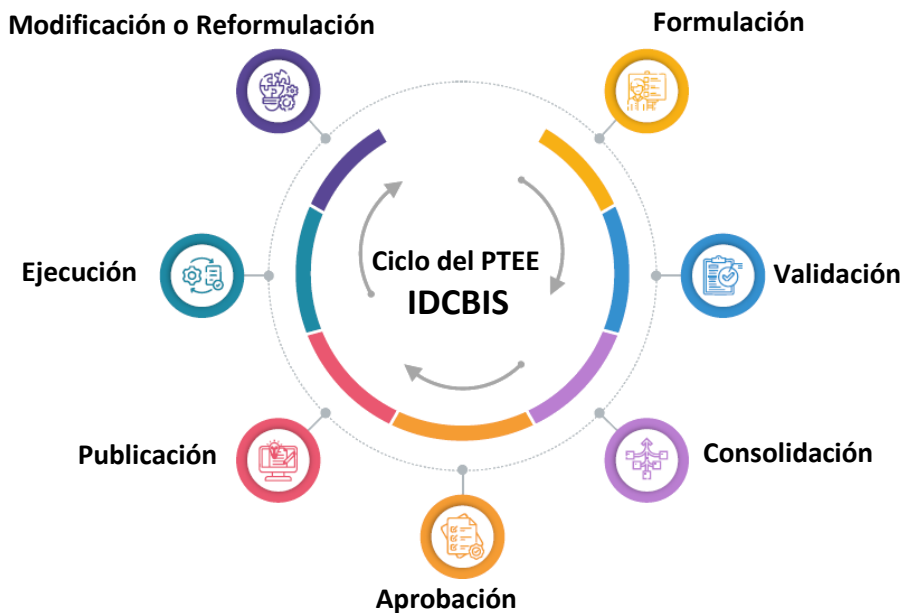 Modificación o Reformulación
Formulación
Ejecución
Ciclo del PTEE
IDCBIS
Validación
Publicación
Consolidación
Aprobación